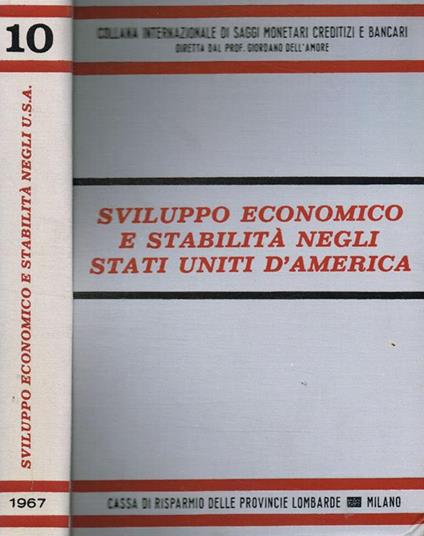 10
SVILUPPO ECONOMICO E STABILITÀ NEGLI U.S.A.
1967
COLLANA INTERNAZIONALE DI SAGGI MONETARI CREDITIZI E BANCARI
DIRETTA DAL PROF. GIORDANO DELL'AMORE
SVILUPPO ECONOMICO
E STABILITÀ NEGLI
STATI UNITI D'AMERICA
CASSA DI RISPARMIO DELLE PROVINCIE LOMBARDE MILANO